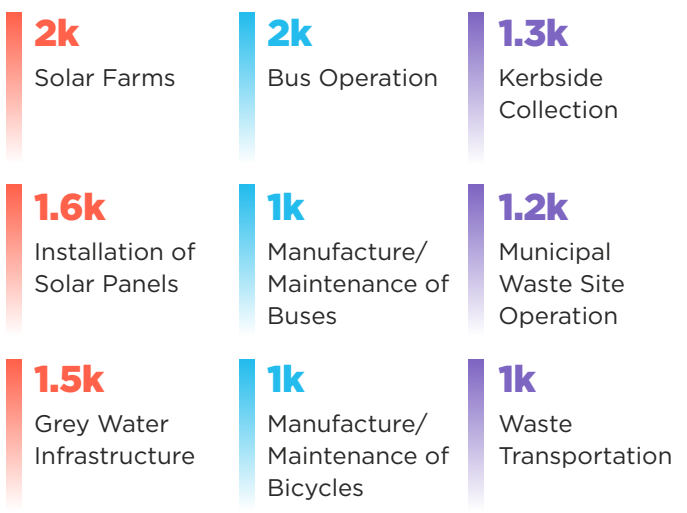 2k
Solar Farms
2k
Bus Operation
1.3k
Kerbside
Collection
1.6k
Installation of
Solar Panels
1k
Manufacture/
Maintenance of
Buses
1.2k
Municipal
Waste Site
Operation
1.5k
Grey Water
Infrastructure
1k
Manufacture/
Maintenance of
Bicycles
1k
Waste
Transportation